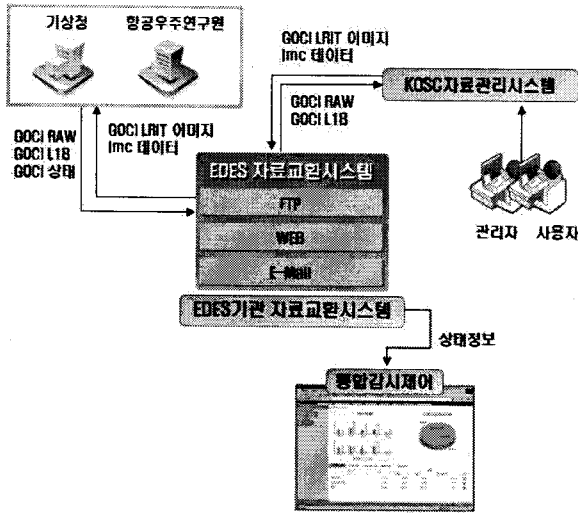 기상청 항공우주연구원
GOCI LRIT 이미지
Imc 테이터
KOSC자료관리시스템
GOCI RAW
GOCI L1B
GOCI RAW
GOCI L1B
GOCI 상태
GOCI LRIT 이미지
Imc 테이터
EDES 자료교환시스템
FTP
WEB
E-Mail
관리자 사용자
EDES기관 자료교환시스템
상태정보
통합감시제어